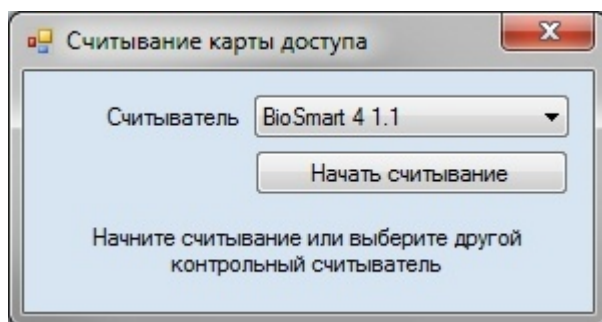 Считывание карты доступа
Считыватель BioSmart 4 1.1
Начать считывание
Начните считывание или выберите другой
контрольный считыватель